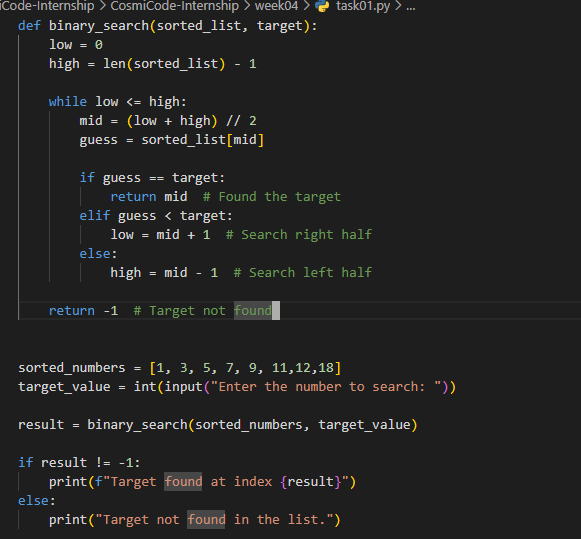 iCode-Internship > CosmiCode-Internship > week04 > task01.py > ...
def binary_search(sorted_list, target):
    low = 0
    high = len(sorted_list) - 1

    while low <= high:
        mid = (low + high) // 2
        guess = sorted_list[mid]

        if guess == target:
            return mid  # Found the target
        elif guess < target:
            low = mid + 1  # Search right half
        else:
            high = mid - 1  # Search left half

    return -1  # Target not found


sorted_numbers = [1, 3, 5, 7, 9, 11,12,18]
target_value = int(input("Enter the number to search: "))

result = binary_search(sorted_numbers, target_value)

if result != -1:
    print(f"Target found at index {result}")
else:
    print("Target not found in the list.")